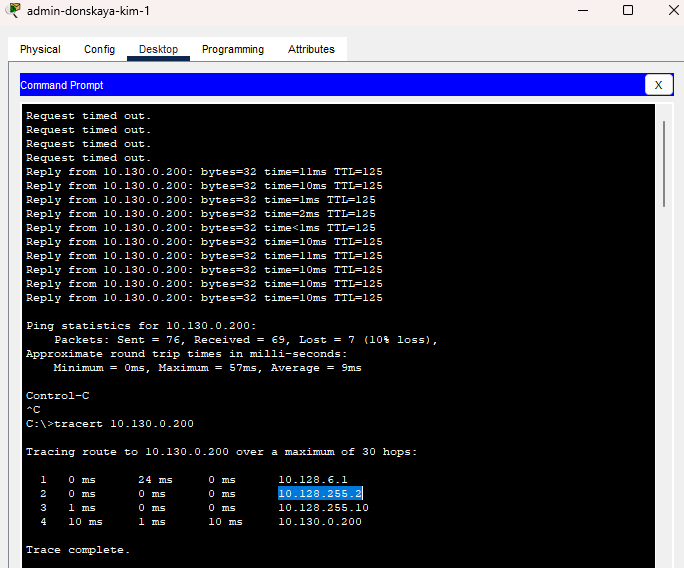 admin-donskaya-kim-1
Physical Config Desktop Programming Attributes
Command Prompt
X
Request timed out.
Request timed out.
Request timed out.
Request timed out.
Reply from 10.130.0.200: bytes=32 time=11ms TTL=125
Reply from 10.130.0.200: bytes=32 time=10ms TTL=125
Reply from 10.130.0.200: bytes=32 time=1ms TTL=125
Reply from 10.130.0.200: bytes=32 time=2ms TTL=125
Reply from 10.130.0.200: bytes=32 time<1ms TTL=125
Reply from 10.130.0.200: bytes=32 time=10ms TTL=125
Reply from 10.130.0.200: bytes=32 time=11ms TTL=125
Reply from 10.130.0.200: bytes=32 time=10ms TTL=125
Reply from 10.130.0.200: bytes=32 time=10ms TTL=125
Reply from 10.130.0.200: bytes=32 time=10ms TTL=125
Ping statistics for 10.130.0.200:
Packets: Sent = 76, Received = 69, Lost = 7 (10% loss),
Approximate round trip times in milli-seconds:
Minimum = 0ms, Maximum = 57ms, Average = 9ms
Control-C
^C
C:\>tracert 10.130.0.200
Tracing route to 10.130.0.200 over a maximum of 30 hops:
1 0 ms 24 ms 0 ms 10.128.6.1
2 0 ms 0 ms 0 ms 10.128.255.2
3 1 ms 0 ms 0 ms 10.128.255.10
4 10 ms 1 ms 10 ms 10.130.0.200
Trace complete.